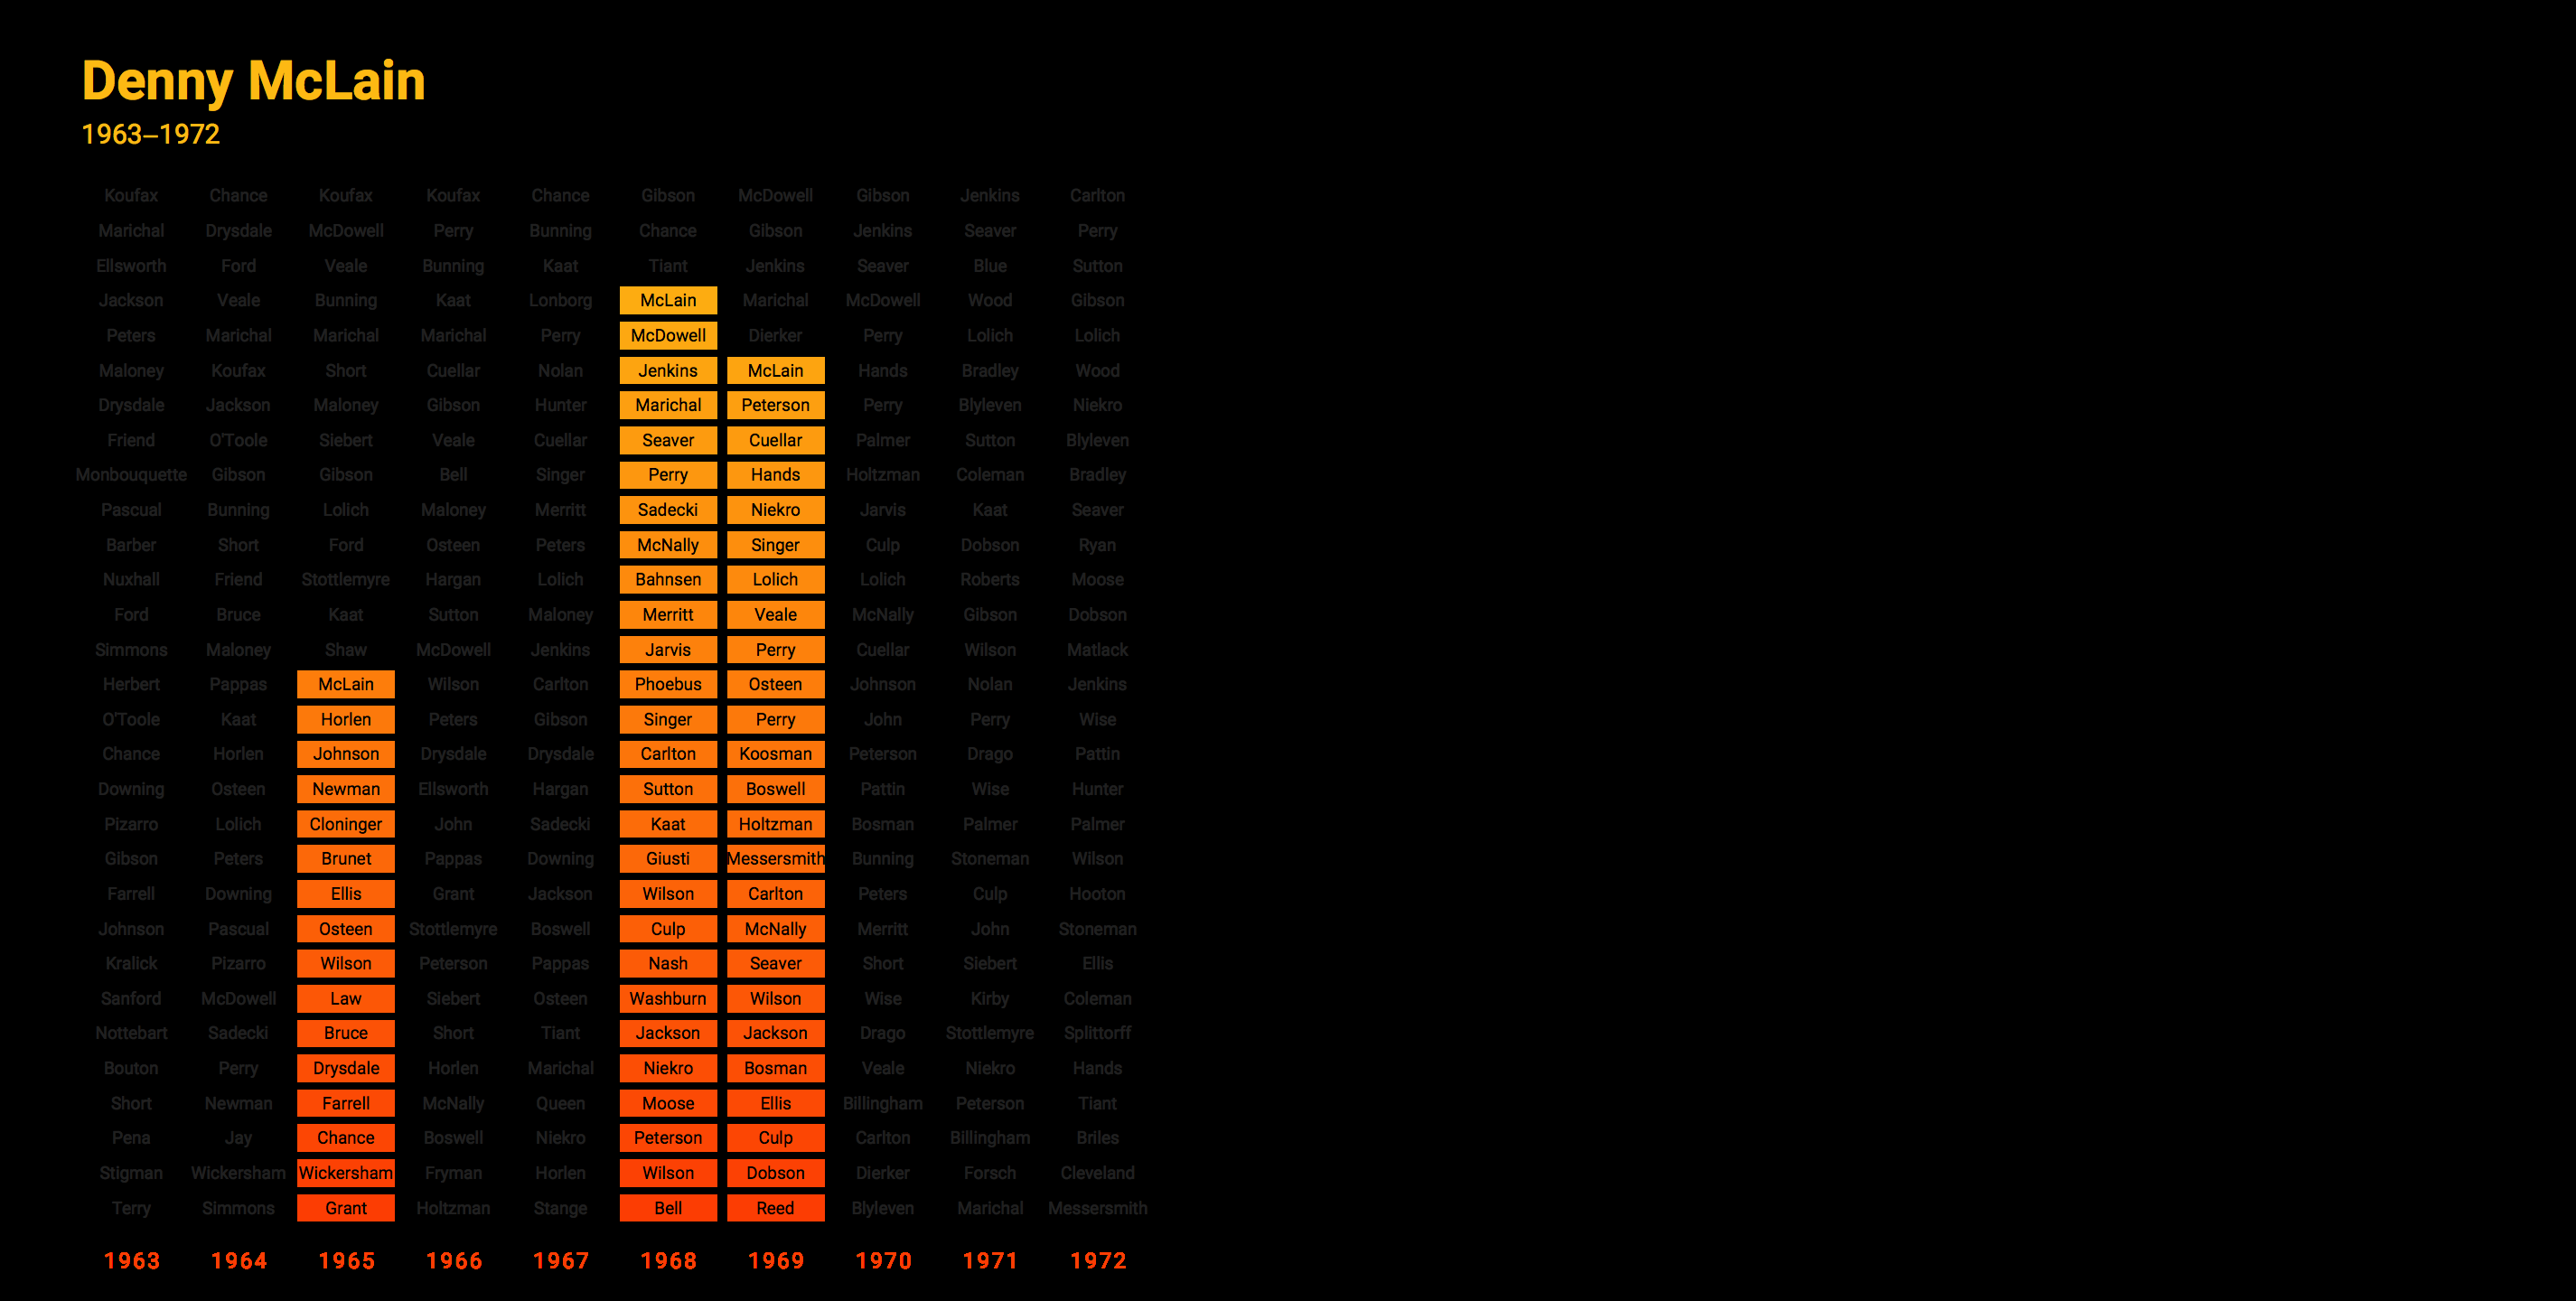 Denny McLain
1963–1972
Koufax Chance Koufax Koufax Chance Gibson McDowell Gibson Jenkins Carlton
Marichal Drysdale McDowell Perry Bunning Chance Gibson Jenkins Seaver Perry
Ellsworth Ford Veale Bunning Kaat Tiant Jenkins Seaver Blue Sutton
Jackson Veale Bunning Kaat Lonborg McLain Marichal McDowell Wood Gibson
Peters Marichal Marichal Marichal Perry McDowell Dierker Perry Lolich Lolich
Maloney Koufax Short Cuellar Nolan Jenkins McLain Hands Bradley Wood
Drysdale Jackson Maloney Gibson Hunter Marichal Peterson Perry Blyleven Niekro
Friend O'Toole Siebert Veale Cuellar Seaver Cuellar Palmer Sutton Blyleven
Monbouquette Gibson Gibson Bell Singer Perry Hands Holtzman Coleman Bradley
Pascual Bunning Lolich Maloney Merritt Sadecki Niekro Jarvis Kaat Seaver
Barber Short Ford Osteen Peters McNally Singer Culp Dobson Ryan
Nuxhall Friend Stottlemyre Hargan Lolich Bahnsen Lolich Lolich Roberts Moose
Ford Bruce Kaat Sutton Maloney Merritt Veale McNally Gibson Dobson
Simmons Maloney Shaw McDowell Jenkins Jarvis Perry Cuellar Wilson Matlack
Herbert Pappas McLain Wilson Carlton Phoebus Osteen Johnson Nolan Jenkins
O'Toole Kaat Horlen Peters Gibson Singer Perry John Perry Wise
Chance Horlen Johnson Drysdale Drysdale Carlton Koosman Peterson Drago Pattin
Downing Osteen Newman Ellsworth Hargan Sutton Boswell Pattin Wise Hunter
Pizarro Lolich Cloninger John Sadecki Kaat Holtzman Bosman Palmer Palmer
Gibson Peters Brunet Pappas Downing Giusti Messersmith Bunning Stoneman Wilson
Farrell Downing Ellis Grant Jackson Wilson Carlton Peters Culp Hooton
Johnson Pascual Osteen Stottlemyre Boswell Culp McNally Merritt John Stoneman
Kralick Pizarro Wilson Peterson Pappas Nash Seaver Short Siebert Ellis
Sanford McDowell Law Siebert Osteen Washburn Wilson Wise Kirby Coleman
Nottebart Sadecki Bruce Short Tiant Jackson Jackson Drago Stottlemyre Splittorff
Bouton Perry Drysdale Horlen Marichal Niekro Bosman Veale Niekro Hands
Short Newman Farrell McNally Queen Moose Ellis Billingham Peterson Tiant
Pena Jay Chance Boswell Niekro Peterson Culp Carlton Billingham Briles
Stigman Wickersham Wickersham Fryman Horlen Wilson Dobson Dierker Forsch Cleveland
Terry Simmons Grant Holtzman Stange Bell Reed Blyleven Marichal Messersmith
1963 1964 1965 1966 1967 1968 1969 1970 1971 1972